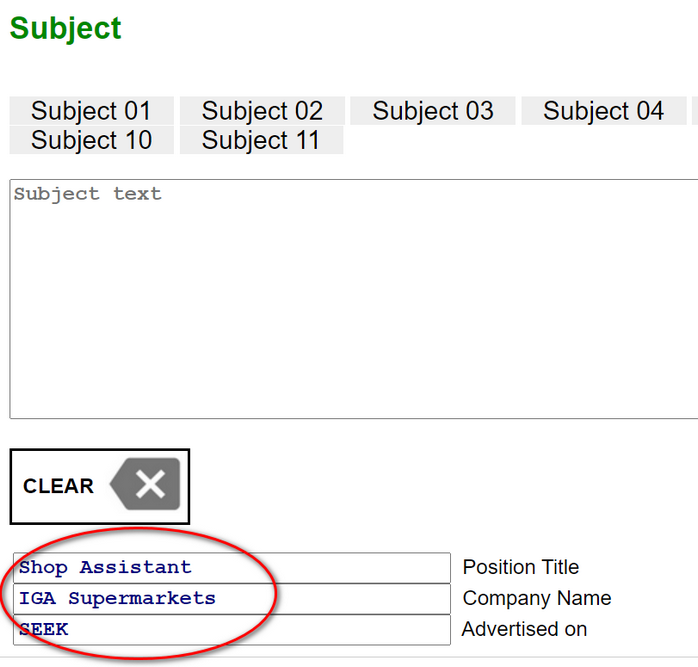 Subject
Subject 01 Subject 02 Subject 03 Subject 04
Subject 10 Subject 11
Subject text
CLEAR
Shop Assistant Position Title
IGA Supermarkets Company Name
SEEK Advertised on